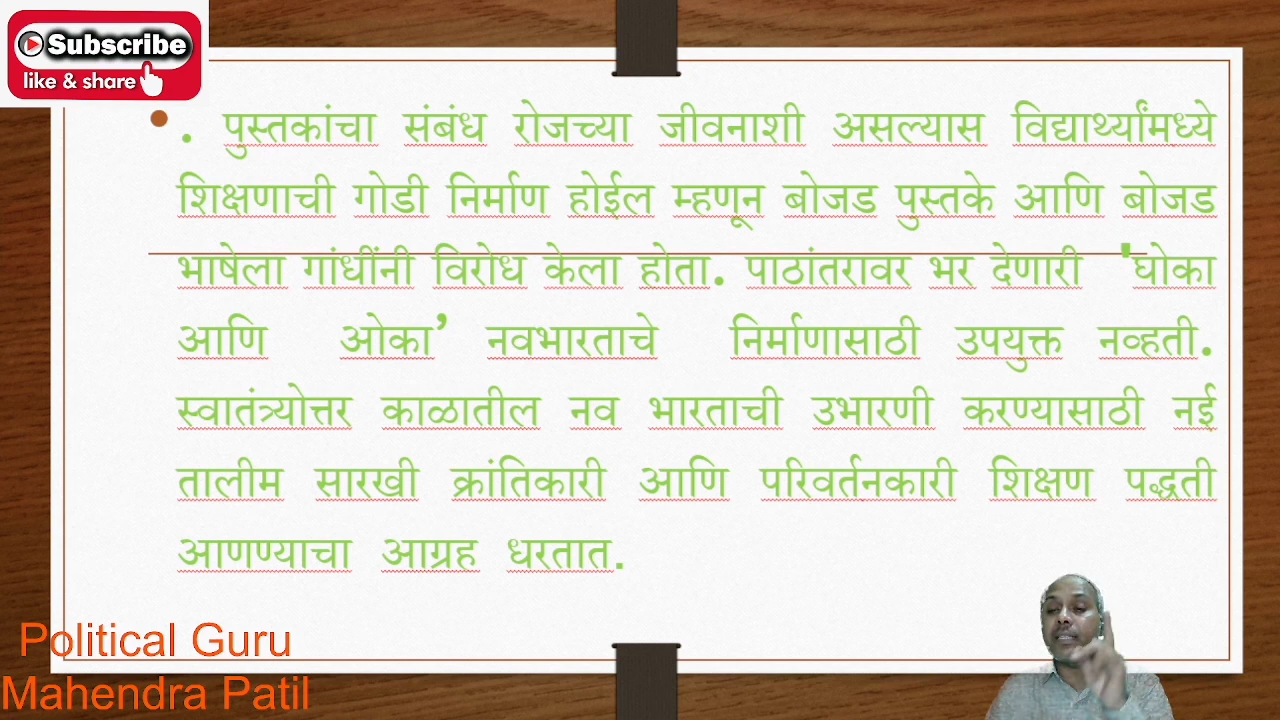 Subscribe
like & share
. पुस्तकांचा संबंध रोजच्या जीवनाशी असल्यास विद्यार्थ्यांमध्ये
शिक्षणाची गोडी निर्माण होईल म्हणून बोजड पुस्तके आणि बोजड
भाषेला गांधींनी विरोध केला होता. पाठांतरावर भर देणारी 'घोका
आणि ओका’ नवभारताचे निर्माणासाठी उपयुक्त नव्हती.
स्वातंत्र्योत्तर काळातील नव भारताची उभारणी करण्यासाठी नई
तालीम सारखी क्रांतिकारी आणि परिवर्तनकारी शिक्षण पद्धती
आणण्याचा आग्रह धरतात.
Political Guru
Mahendra Patil